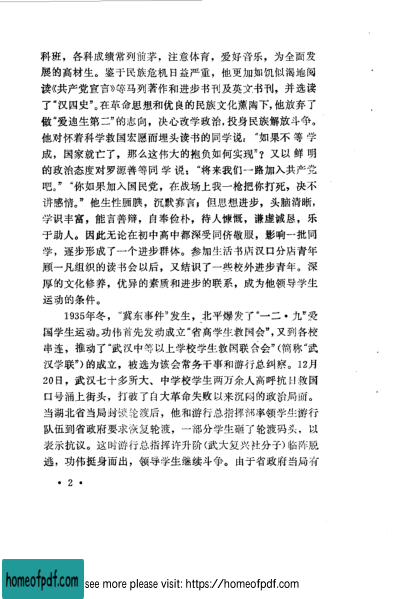 科班，各科成绩常列前茅，注意体育，爱好音乐，为全面发
展的高材生。鉴于民族危机日益严重，他更加如饥似渴地阅
读《共产党宣言》等马列著作和进步书刊及英文书刊，并选读
了“汉四史”。在革命思想和优良的民族文化薰陶下，他放弃了
做“爱迪生第二”的志向，决心改学政治，投身民族解放斗争。
他对怀着科学救国宏愿而埋头读书的同学说：“如果不等学
成，国家就亡了，那么这伟大的抱负如何实现”？又以鲜明
的政治态度对罗源善等同学说：“将来我们一路加入共产党
吧。”“你如果加入国民党，在战场上我一枪把你打死，决不
讲感情。”他生性腼腆，沉默寡言；但思想进步，头脑清晰，
学识丰富，能言善辩，自奉俭朴，待人慷慨，谦虚诚恳，乐
于助人。因此无论在初中高中都深受同侪敬服，影响一批同
学，逐步形成了一个进步群体。参加生活书店汉口分店青年
顾一凡组织的读书会以后，又结识了一些校外进步青年。深
厚的文化修养，优异的素质和进步的联系，成为他领导学生
运动的条件。
1935年冬，“冀东事件”发生，北平爆发了“一二·九”爱
国学生运动。功伟首先发动成立“省高学生救国会”，又到各校
串连，推动了“武汉中等以上学校学生救国联合会”（简称“武
汉学联”）的成立，被选为该会常务干事和游行总纠察。12月
20日，武汉七十多所大、中学校学生两万余人高呼抗日救国
口号涌上街头，打破了自大革命失败以来沉闷的政治局面。
当湖北省当局封锁轮渡后，他和游行总指挥部率领学生游行
队伍到省政府要求恢复轮渡，一部分学生砸了轮渡码头，以
表示抗议。这时游行总指挥许升阶（武大复兴社分子）临阵脱
逃，功伟挺身而出，领导学生继续斗争。由于省政府当局有
• 2 •
homeofpdf.com
see more please visit: https://homeofpdf.com